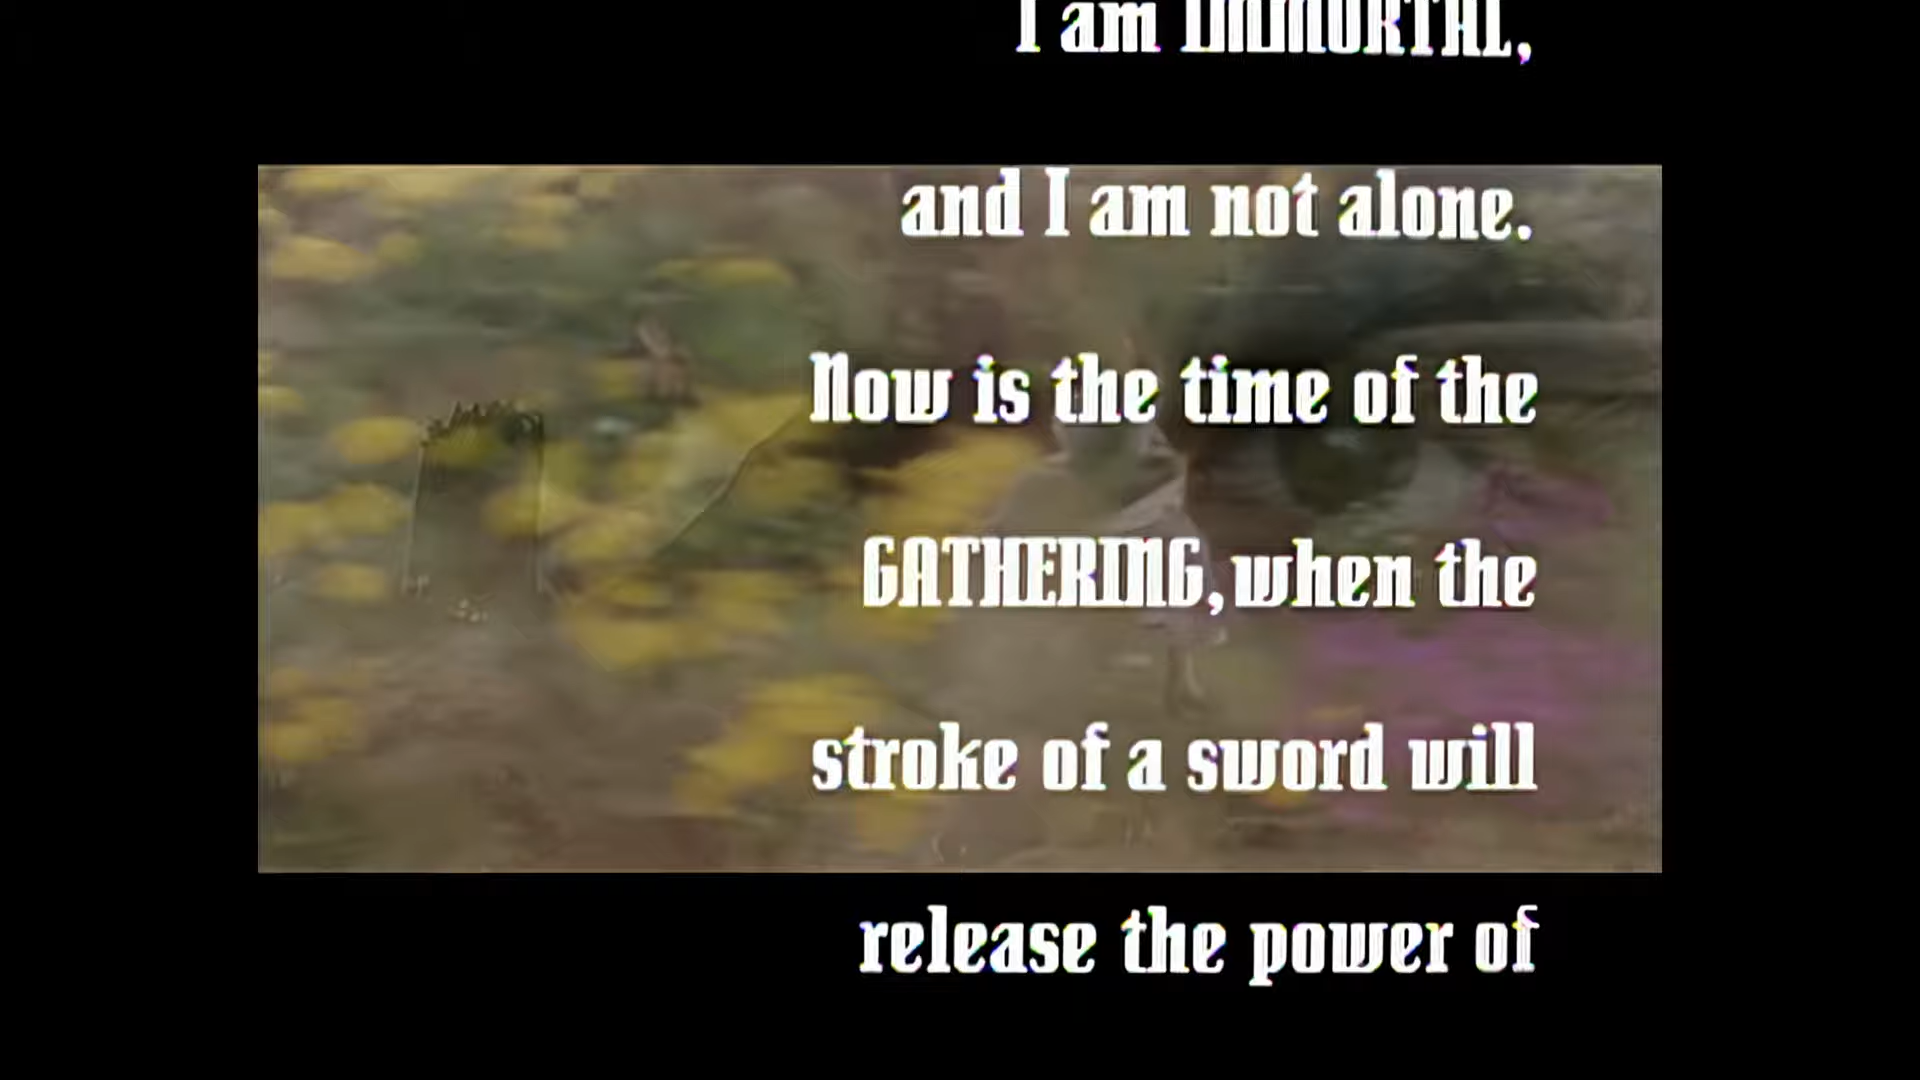 I am IMMORTAL,
and I am not alone.
Now is the time of the
GATHERING, when the
stroke of a sword will
release the power of